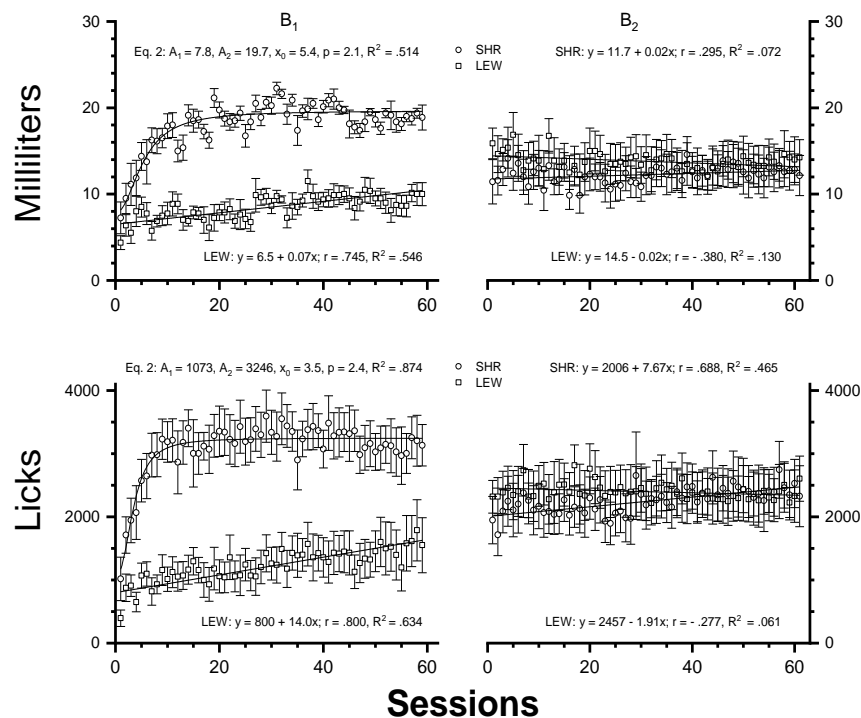 B₁
B₂
Milliliters
30
20
10
0
Eq. 2: A₁ = 7.8, A₂ = 19.7, x₀ = 5.4, p = 2.1, R² = .514
SHR
LEW
SHR: y = 11.7 + 0.02x; r = .295, R² = .072
30
20
10
0
LEW: y = 6.5 + 0.07x; r = .745, R² = .546
LEW: y = 14.5 - 0.02x; r = - .380, R² = .130
0 20 40 60
0 20 40 60
Licks
4000
2000
0
Eq. 2: A₁ = 1073, A₂ = 3246, x₀ = 3.5, p = 2.4, R² = .874
SHR
LEW
SHR: y = 2006 + 7.67x; r = .688, R² = .465
4000
2000
0
LEW: y = 800 + 14.0x; r = .800, R² = .634
LEW: y = 2457 - 1.91x; r = - .277, R² = .061
0 20 40 60
0 20 40 60
Sessions